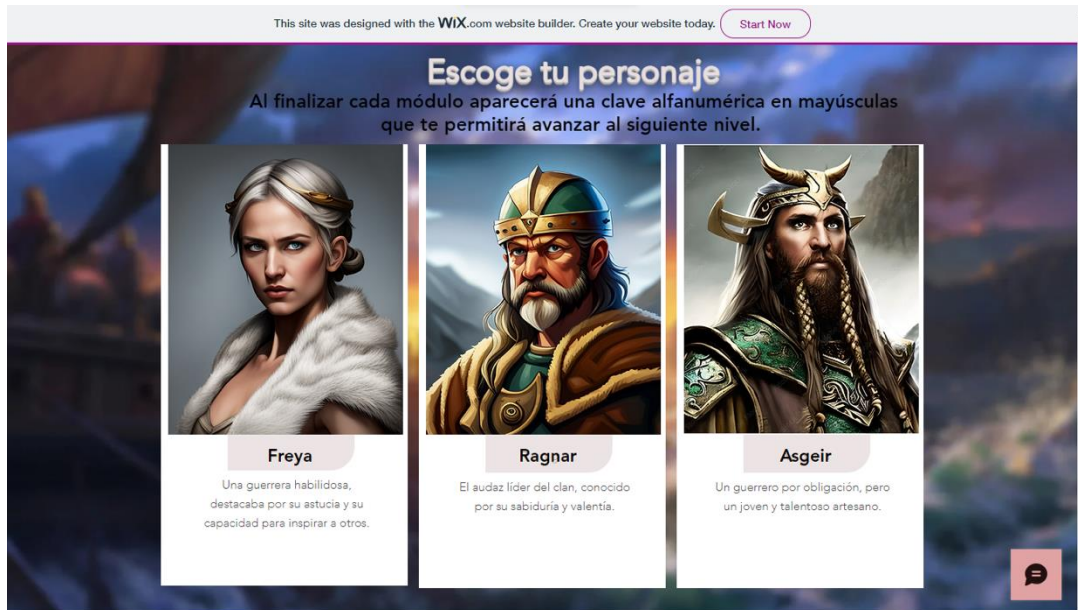 This site was designed with the WiX.com website builder. Create your website today. Start Now
Escoge tu personaje
Al finalizar cada módulo aparecerá una clave alfanumérica en mayúsculas
que te permitirá avanzar al siguiente nivel.
Freya
Una guerrera habilidosa,
destacaba por su astucia y su
capacidad para inspirar a otros.
Ragnar
El audaz líder del clan, conocido
por su sabiduría y valentía.
Asgeir
Un guerrero por obligación, pero
un joven y talentoso artesano.